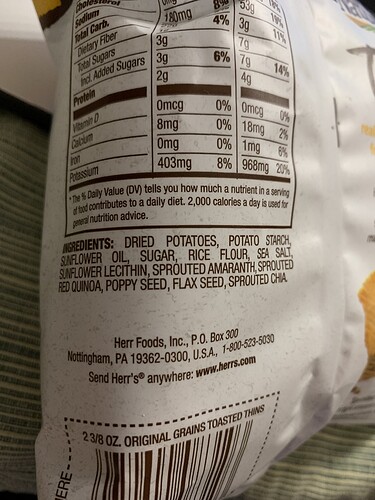 Cholesterol 0mg
Sodium 180mg 8% 53g
Total Carb. 4% 3g 19%
Dietary Fiber 3g 7g 11%
Total Sugars 3g 7g
Incl. Added Sugars 2g 6% 4g 14%
Protein
Vitamin D 0mcg 0% 0mcg 0%
Calcium 8mg 0% 18mg 2%
Iron 0mg 0% 1mg 6%
Potassium 403mg 8% 968mg 20%
*The % Daily Value (DV) tells you how much a nutrient in a serving
of food contributes to a daily diet. 2,000 calories a day is used for
general nutrition advice.
INGREDIENTS: DRIED POTATOES, POTATO STARCH,
SUNFLOWER OIL, SUGAR, RICE FLOUR, SEA SALT,
SUNFLOWER LECITHIN, SPROUTED AMARANTH, SPROUTED
RED QUINOA, POPPY SEED, FLAX SEED, SPROUTED CHIA.
Herr Foods, Inc., P.O. Box 300
Nottingham, PA 19362-0300, U.S.A., 1-800-523-5030
Send Herr's® anywhere: www.herrs.com
2 3/8 OZ. ORIGINAL GRAINS TOASTED THINS